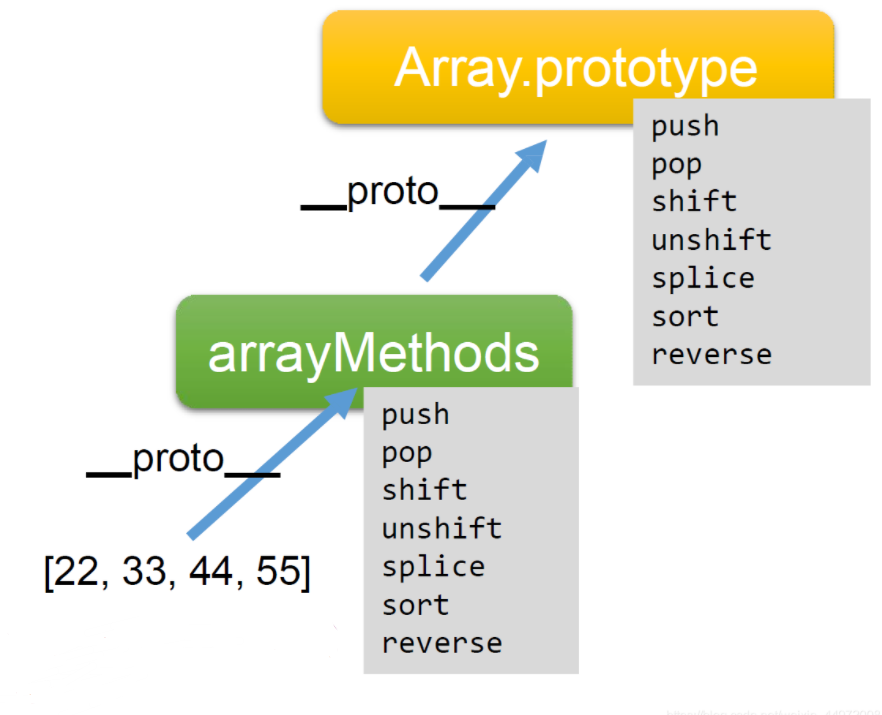 Array.prototype
push
pop
shift
unshift
splice
sort
reverse
__proto__
arrayMethods
push
pop
shift
unshift
splice
sort
reverse
__proto__
[22, 33, 44, 55]